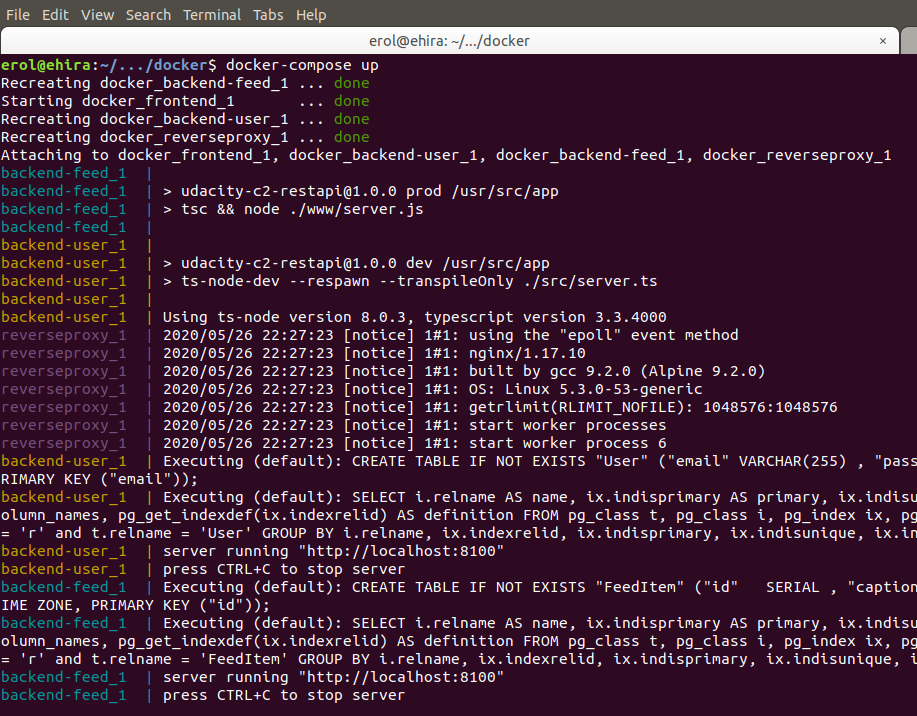 File Edit View Search Terminal Tabs Help
erol@ehira: ~/.../docker ×
erol@ehira:~/.../docker$ docker-compose up
Recreating docker_backend-feed_1 ... done
Starting docker_frontend_1       ... done
Recreating docker_backend-user_1 ... done
Recreating docker_reverseproxy_1 ... done
Attaching to docker_frontend_1, docker_backend-user_1, docker_backend-feed_1, docker_reverseproxy_1
backend-feed_1  |
backend-feed_1  | > udacity-c2-restapi@1.0.0 prod /usr/src/app
backend-feed_1  | > tsc && node ./www/server.js
backend-feed_1  |
backend-user_1  |
backend-user_1  | > udacity-c2-restapi@1.0.0 dev /usr/src/app
backend-user_1  | > ts-node-dev --respawn --transpileOnly ./src/server.ts
backend-user_1  |
backend-user_1  | Using ts-node version 8.0.3, typescript version 3.3.4000
reverseproxy_1  | 2020/05/26 22:27:23 [notice] 1#1: using the "epoll" event method
reverseproxy_1  | 2020/05/26 22:27:23 [notice] 1#1: nginx/1.17.10
reverseproxy_1  | 2020/05/26 22:27:23 [notice] 1#1: built by gcc 9.2.0 (Alpine 9.2.0)
reverseproxy_1  | 2020/05/26 22:27:23 [notice] 1#1: OS: Linux 5.3.0-53-generic
reverseproxy_1  | 2020/05/26 22:27:23 [notice] 1#1: getrlimit(RLIMIT_NOFILE): 1048576:1048576
reverseproxy_1  | 2020/05/26 22:27:23 [notice] 1#1: start worker processes
reverseproxy_1  | 2020/05/26 22:27:23 [notice] 1#1: start worker process 6
backend-user_1  | Executing (default): CREATE TABLE IF NOT EXISTS "User" ("email" VARCHAR(255) , "pass
RIMARY KEY ("email"));
backend-user_1  | Executing (default): SELECT i.relname AS name, ix.indisprimary AS primary, ix.indisu
olumn_names, pg_get_indexdef(ix.indexrelid) AS definition FROM pg_class t, pg_class i, pg_index ix, pg
= 'r' and t.relname = 'User' GROUP BY i.relname, ix.indexrelid, ix.indisprimary, ix.indisunique, ix.in
backend-user_1  | server running "http://localhost:8100"
backend-user_1  | press CTRL+C to stop server
backend-feed_1  | Executing (default): CREATE TABLE IF NOT EXISTS "FeedItem" ("id"   SERIAL , "caption
IME ZONE, PRIMARY KEY ("id"));
backend-feed_1  | Executing (default): SELECT i.relname AS name, ix.indisprimary AS primary, ix.indisu
olumn_names, pg_get_indexdef(ix.indexrelid) AS definition FROM pg_class t, pg_class i, pg_index ix, pg
= 'r' and t.relname = 'FeedItem' GROUP BY i.relname, ix.indexrelid, ix.indisprimary, ix.indisunique, i
backend-feed_1  | server running "http://localhost:8100"
backend-feed_1  | press CTRL+C to stop server